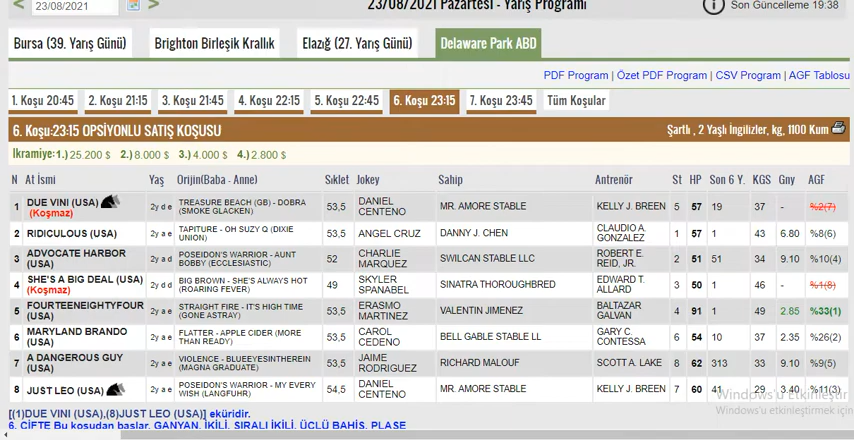 23/08/2021 Pazartesi - Yarış Programı
23/08/2021
Son Güncelleme 19:38
Bursa (39. Yarış Günü) Brighton Birleşik Krallık Elazığ (27. Yarış Günü) Delaware Park ABD
PDF Program | Özet PDF Program | CSV Program | AGF Tablosu
1. Koşu 20:45 2. Koşu 21:15 3. Koşu 21:45 4. Koşu 22:15 5. Koşu 22:45 6. Koşu 23:15 7. Koşu 23:45 Tüm Koşular
6. Koşu:23:15 OPSİYONLU SATIŞ KOŞUSU Şartlı , 2 Yaşlı İngilizler, kg, 1100 Kum
İkramiye: 1.) 25.200 $ 2.) 8.000 $ 3.) 4.000 $ 4.) 2.800 $
N At İsmi Yaş Orijin(Baba - Anne) Sıklet Jokey Sahip Antrenör St HP Son 6 Y. KGS Gny AGF
1 DUE VINI (USA) (Koşmaz) 2y d e TREASURE BEACH (GB) - DOBRA (SMOKE GLACKEN) 53,5 DANIEL CENTENO MR. AMORE STABLE KELLY J. BREEN 5 57 19 37 - %2(7)
2 RIDICULOUS (USA) 2y a e TAPITURE - OH SUZY Q (DIXIE UNION) 53,5 ANGEL CRUZ DANNY J. CHEN CLAUDIO A. GONZALEZ 1 57 1 43 6.80 %8(6)
3 ADVOCATE HARBOR (USA) 2y a e POSEIDON'S WARRIOR - AUNT BOBBY (ECCLESIASTIC) 52 CHARLIE MARQUEZ SWILCAN STABLE LLC ROBERT E. REID, JR. 2 51 51 34 9.10 %10(4)
4 SHE'S A BIG DEAL (USA) (Koşmaz) 2y d d BIG BROWN - SHE'S ALWAYS HOT (ROARING FEVER) 49 SKYLER SPANABEL SINATRA THOROUGHBRED EDWARD T. ALLARD 3 50 1 46 - %1(8)
5 FOURTEENEIGHTYFOUR (USA) 2y a e STRAIGHT FIRE - IT'S HIGH TIME (GONE ASTRAY) 53,5 ERASMO MARTINEZ VALENTIN JIMENEZ BALTAZAR GALVAN 4 91 1 49 2.85 %33(1)
6 MARYLAND BRANDO (USA) 2y a e FLATTER - APPLE CIDER (MORE THAN READY) 53,5 CAROL CEDENO BELL GABLE STABLE LL GARY C. CONTESSA 6 54 10 37 2.35 %26(2)
7 A DANGEROUS GUY (USA) 2y a e VIOLENCE - BLUEEYESINTHEREIN (MAGNA GRADUATE) 53,5 JAIME RODRIGUEZ RICHARD MALOUF SCOTT A. LAKE 8 62 313 33 9.10 %9(5)
8 JUST LEO (USA) 2y a e POSEIDON'S WARRIOR - MY EVERY WISH (LANGFUHR) 54,5 DANIEL CENTENO MR. AMORE STABLE KELLY J. BREEN 7 60 41 29 3.40 %11(3)
Windows'u Etkinleştir
Windows'u etkinleştirmek için
[(1)DUE VINI (USA),(8)JUST LEO (USA)] eküridir.
6. ÇİFTE Bu koşudan başlar. GANYAN, İKİLİ, SIRALI İKİLİ, ÜÇLÜ BAHİS, PLASE